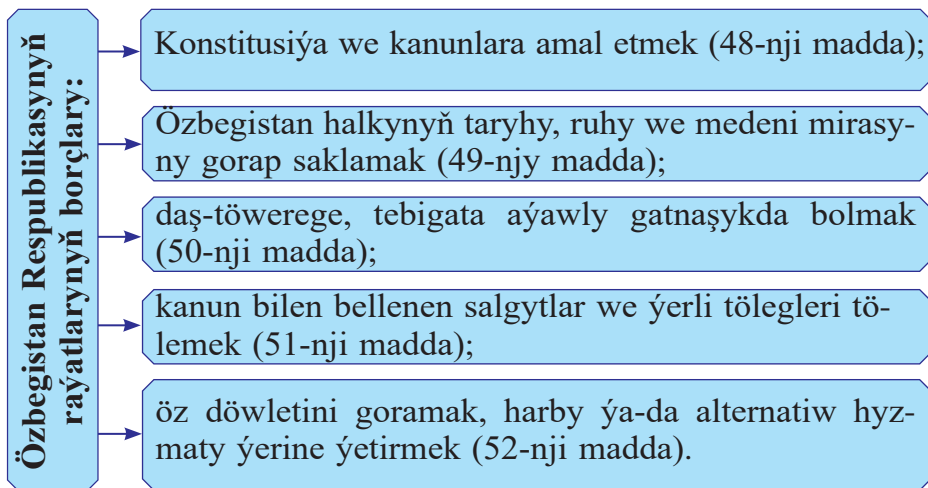 Özbegistan Respublikasynyň
raýatlarynyň borçlary:
Konstitusiýa we kanunlara amal etmek (48-nji madda);
Özbegistan halkynyň taryhy, ruhy we medeni mirasy-
ny gorap saklamak (49-njy madda);
daş-töwerege, tebigata aýawly gatnaşykda bolmak
(50-nji madda);
kanun bilen bellenen salgytlar we ýerli tölegleri tö-
lemek (51-nji madda);
öz döwletini goramak, harby ýa-da alternatiw hyz-
maty ýerine ýetirmek (52-nji madda).